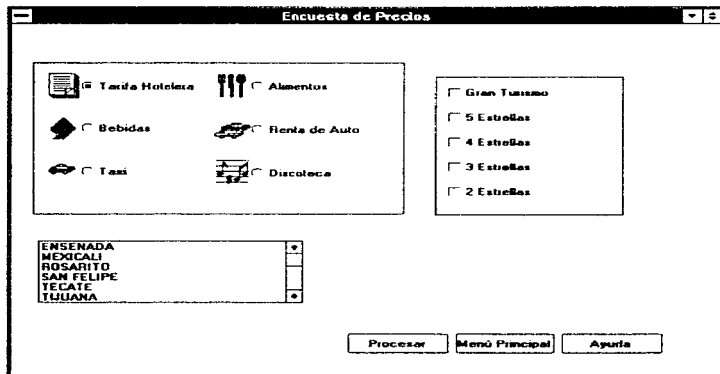 Encuesta de Precios
Tarifa Hotelera
Alimentos
Bebidas
Renta de Auto
Taxi
Discoteca
Gran Turismo
5 Estrellas
4 Estrellas
3 Estrellas
2 Estrellas
ENSENADA
MEXICALI
ROSARITO
SAN FELIPE
TECATE
TIJUANA
Procesar
Menú Principal
Ayuda